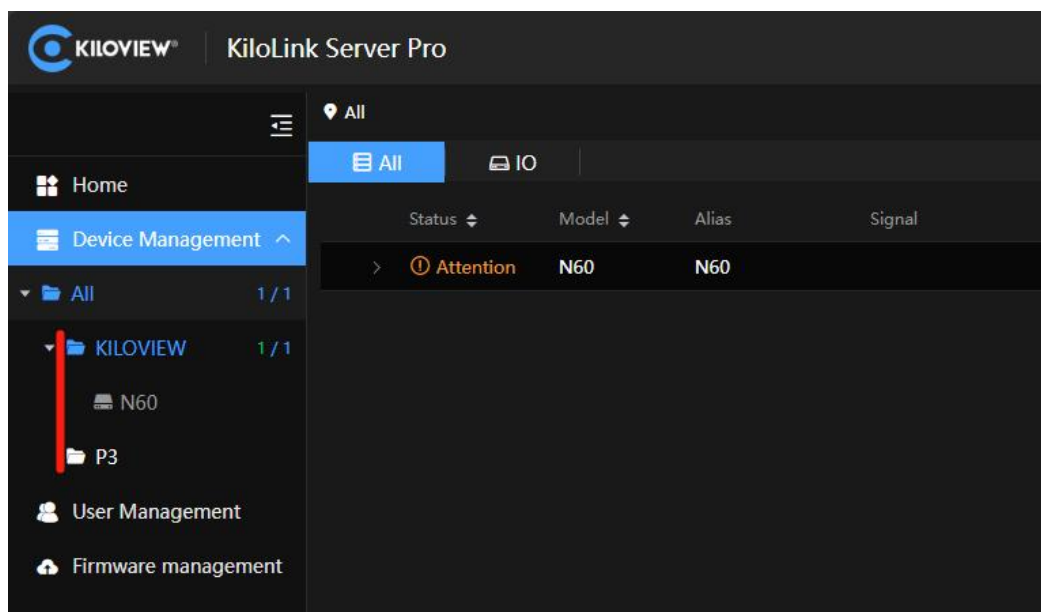 KILOVIEW® KiloLink Server Pro
All
All IO
Home
Device Management
All 1/1
KILOVIEW 1/1
N60
P3
User Management
Firmware management
Status Model Alias Signal
Attention N60 N60